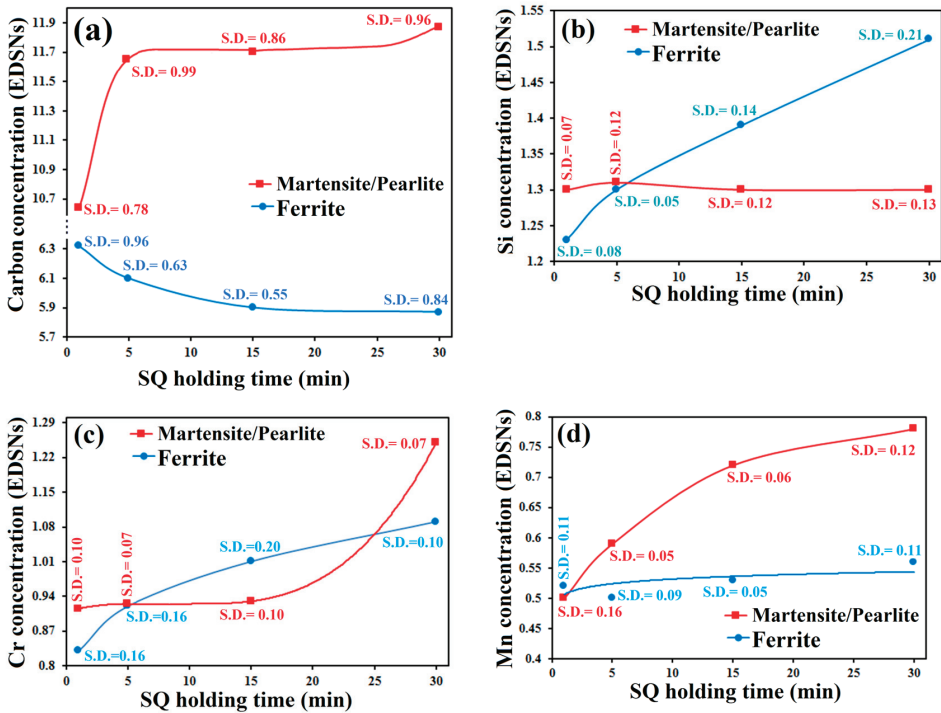 (a)
Carbon concentration (EDSNs)
11.9
11.7
11.5
11.3
11.1
10.9
10.7
6.3
6.1
5.9
5.7
S.D.= 0.78
S.D.= 0.99
S.D.= 0.86
S.D.= 0.96
Martensite/Pearlite
Ferrite
S.D.= 0.96
S.D.= 0.63
S.D.= 0.55
S.D.= 0.84
0 5 10 15 20 25 30
SQ holding time (min)
(b)
Si concentration (EDSNs)
1.55
1.5
1.45
1.4
1.35
1.3
1.25
1.2
Martensite/Pearlite
Ferrite
S.D.= 0.07
S.D.= 0.12
S.D.= 0.12
S.D.= 0.13
S.D.= 0.08
S.D.= 0.05
S.D.= 0.14
S.D.= 0.21
0 5 10 15 20 25 30
SQ holding time (min)
(c)
Cr concentration (EDSNs)
1.29
1.22
1.15
1.08
1.01
0.94
0.87
0.8
Martensite/Pearlite
Ferrite
S.D.= 0.10
S.D.= 0.07
S.D.= 0.10
S.D.= 0.07
S.D.=0.16
S.D.=0.16
S.D.=0.20
S.D.=0.10
0 5 10 15 20 25 30
SQ holding time (min)
(d)
Mn concentration (EDSNs)
0.8
0.75
0.7
0.65
0.6
0.55
0.5
0.45
0.4
S.D.= 0.11
S.D.= 0.16
S.D.= 0.05
S.D.= 0.06
S.D.= 0.12
S.D.= 0.09
S.D.= 0.05
S.D.= 0.11
Martensite/Pearlite
Ferrite
0 5 10 15 20 25 30
SQ holding time (min)